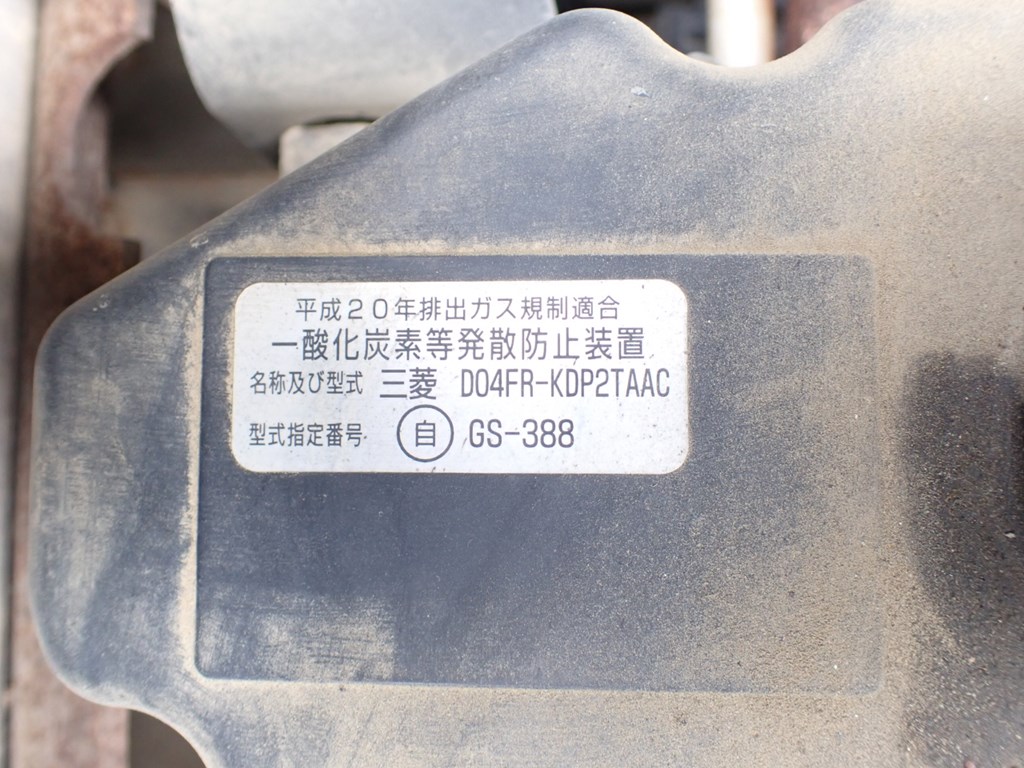 平成20年排出ガス規制適合
一酸化炭素等発散防止装置
名称及び型式 三菱 D04FR-KDP2TAAC
型式指定番号 自 GS-388